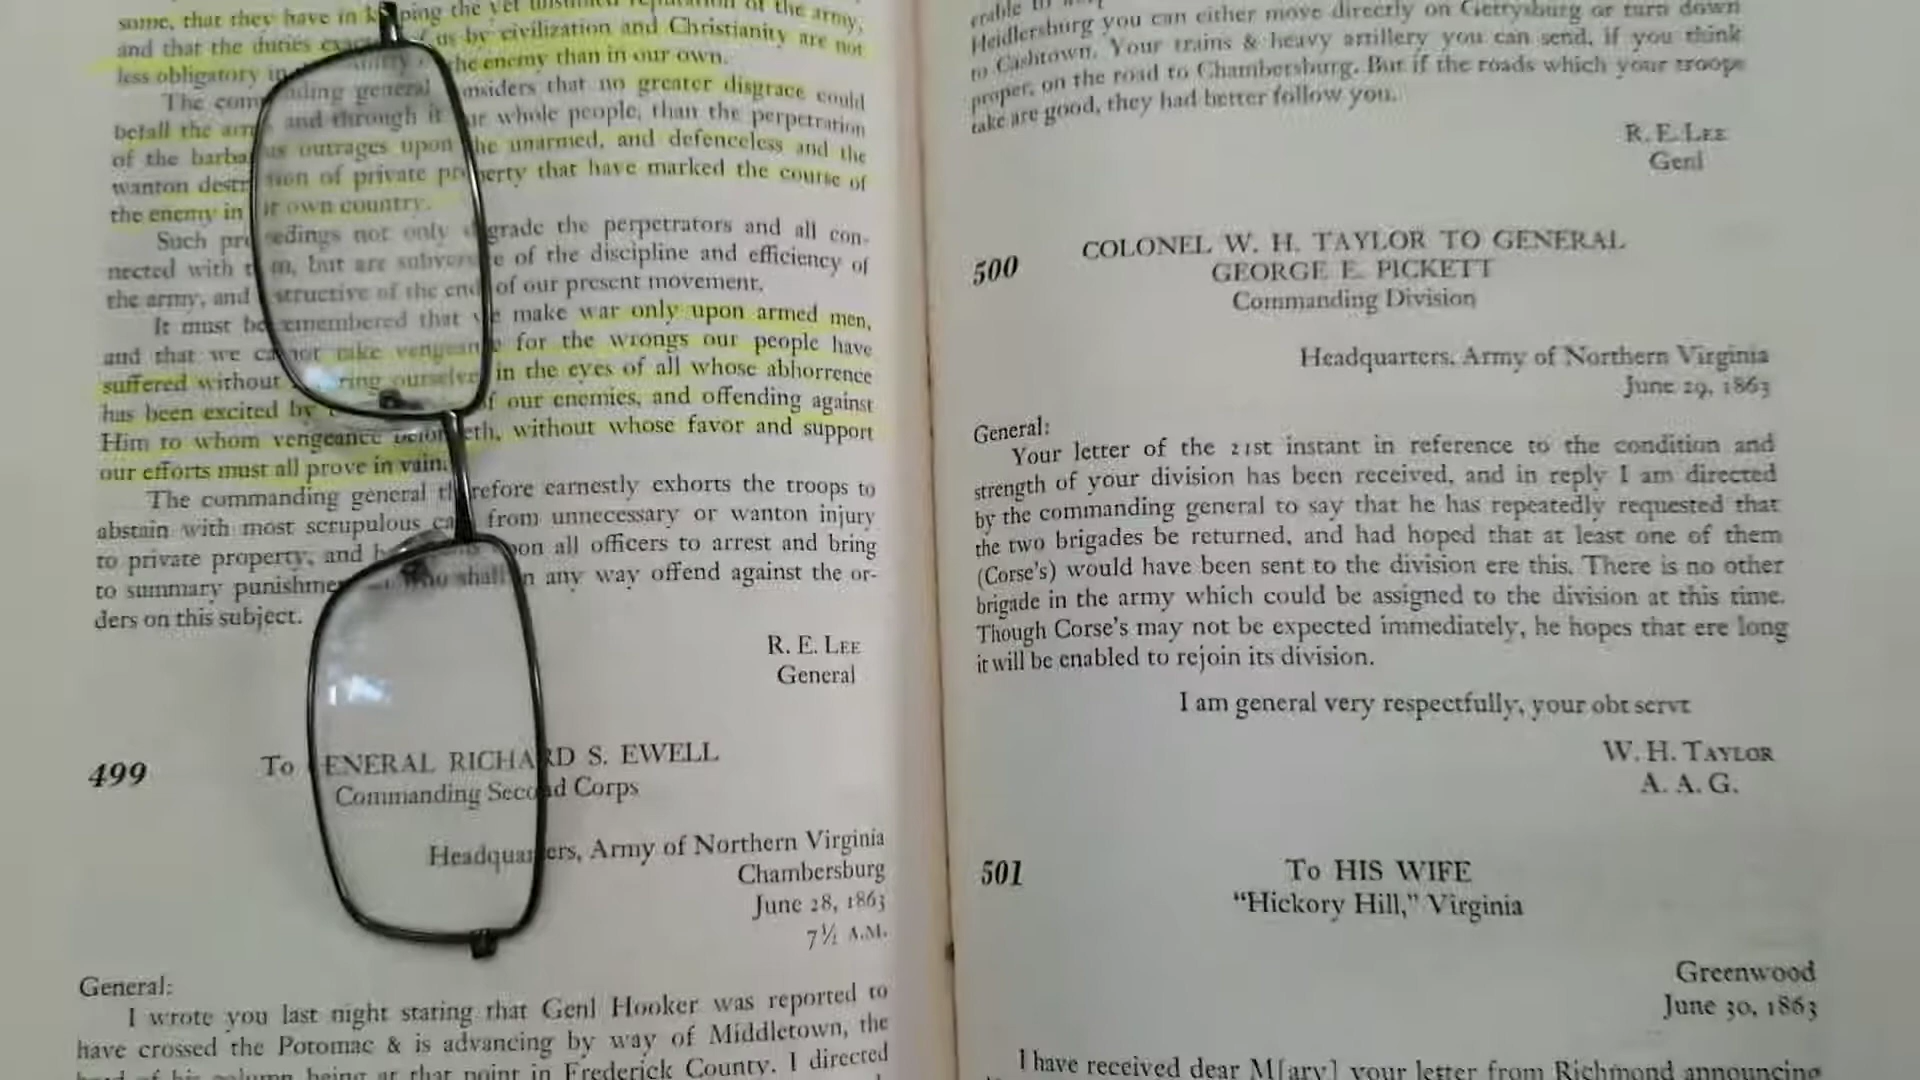 some, that they have in keeping the yet unsullied reputation of the army,
and that the duties exacted of us by civilization and Christianity are not
less obligatory in the country of the enemy than in our own.
The commanding general considers that no greater disgrace could
befall the army and through it our whole people, than the perpetration
of the barbarous outrages upon the unarmed, and defenceless and the
wanton destruction of private property that have marked the course of
the enemy in our own country.
Such proceedings not only degrade the perpetrators and all con-
nected with them, but are subversive of the discipline and efficiency of
the army, and destructive of the ends of our present movement.
It must be remembered that we make war only upon armed men,
and that we cannot take vengeance for the wrongs our people have
suffered without lowering ourselves in the eyes of all whose abhorrence
has been excited by of our enemies, and offending against
Him to whom vengeance belongeth, without whose favor and support
our efforts must all prove in vain.
The commanding general therefore earnestly exhorts the troops to
abstain with most scrupulous care from unnecessary or wanton injury
to private property, and upon all officers to arrest and bring
to summary punishment who shall in any way offend against the or-
ders on this subject.
R. E. LEE
General
499 To GENERAL RICHARD S. EWELL
Commanding Second Corps
Headquarters, Army of Northern Virginia
Chambersburg
June 28, 1863
7½ A.M.
General:
I wrote you last night stating that Genl Hooker was reported to
have crossed the Potomac & is advancing by way of Middletown, the
head of his column being at that point in Frederick County. I directed
Heidlersburg you can either move directly on Gettysburg or turn down
to Cashtown. Your trains & heavy artillery you can send, if you think
proper, on the road to Chambersburg. But if the roads which your troops
take are good, they had better follow you.
R. E. LEE
Genl
500 COLONEL W. H. TAYLOR TO GENERAL
GEORGE E. PICKETT
Commanding Division
Headquarters, Army of Northern Virginia
June 29, 1863
General:
Your letter of the 21st instant in reference to the condition and
strength of your division has been received, and in reply I am directed
by the commanding general to say that he has repeatedly requested that
the two brigades be returned, and had hoped that at least one of them
(Corse's) would have been sent to the division ere this. There is no other
brigade in the army which could be assigned to the division at this time.
Though Corse's may not be expected immediately, he hopes that ere long
it will be enabled to rejoin its division.
I am general very respectfully, your obt servt
W. H. TAYLOR
A. A. G.
501 To HIS WIFE
"Hickory Hill," Virginia
Greenwood
June 30, 1863
I have received dear M[ary] your letter from Richmond announcing